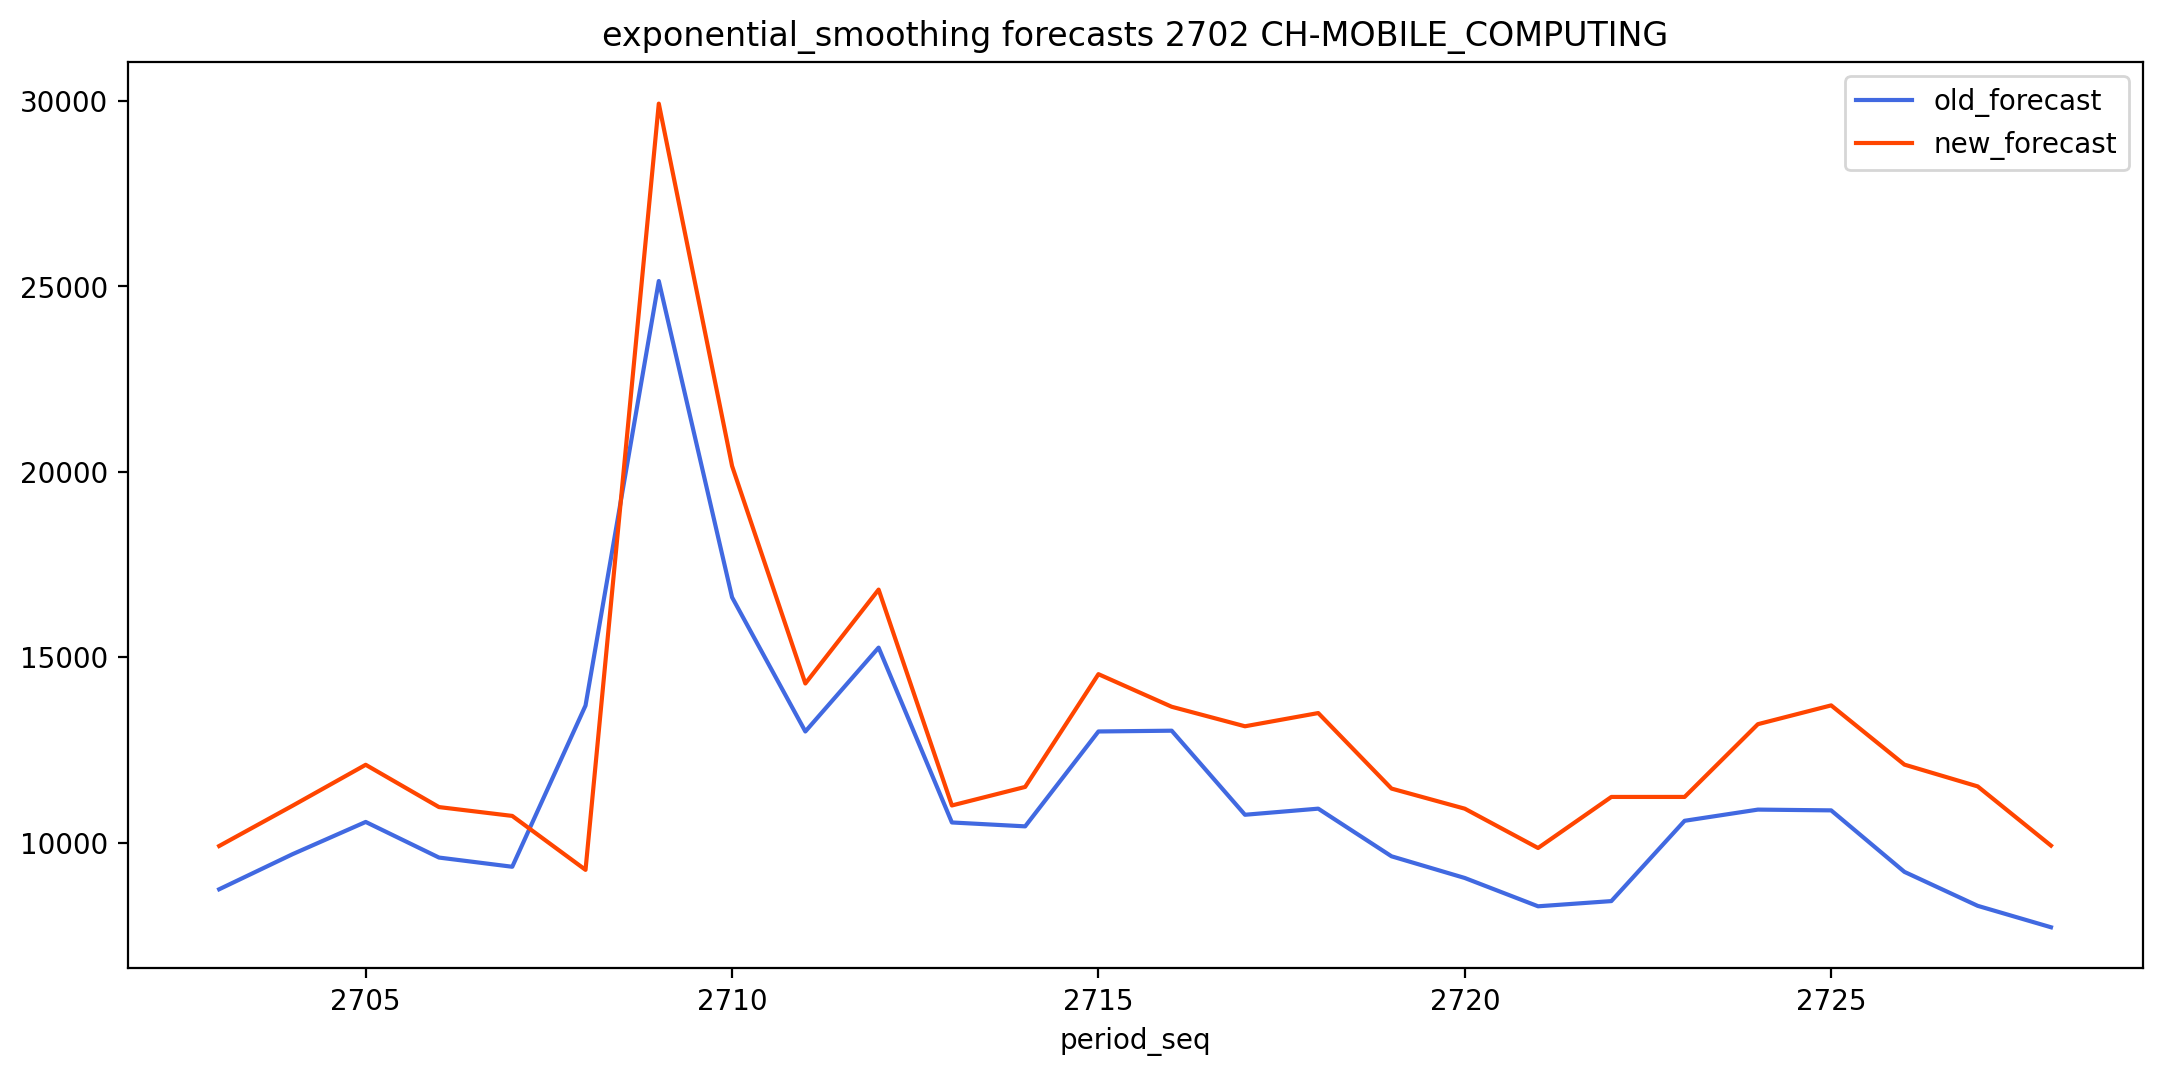 exponential_smoothing forecasts 2702 CH-MOBILE_COMPUTING
old_forecast
new_forecast
30000
25000
20000
15000
10000
2705 2710 2715 2720 2725
period_seq